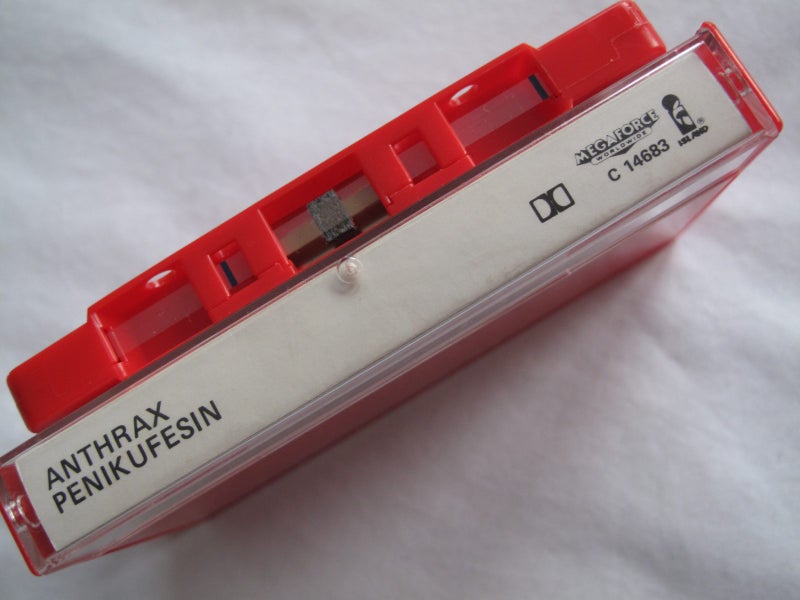 ANTHRAX
PENIKUFESIN
MEGAFORCE
WORLDWIDE
C 14683
ISLAND®